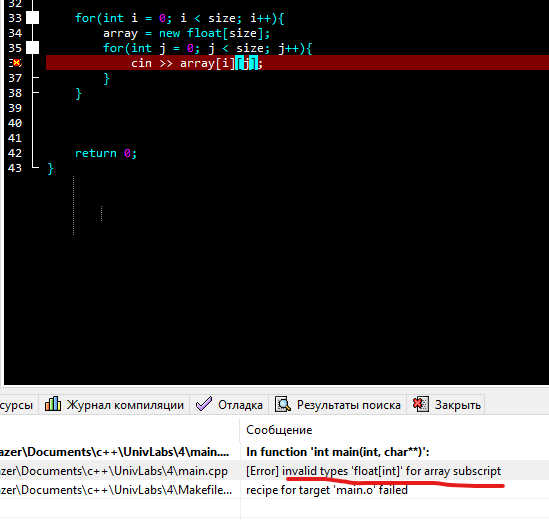 32
33 for(int i = 0; i < size; i++){
34 array = new float[size];
35 for(int j = 0; j < size; j++){
cin >> array[i][j];
37 }
38 }
39
40
41
42 return 0;
43 }
сурсы Журнал компиляции Отладка Результаты поиска Закрыть
Сообщение
azer\Documents\c++\UnivLabs\4\main.... In function 'int main(int, char**)':
azer\Documents\c++\UnivLabs\4\main.cpp [Error] invalid types 'float[int]' for array subscript
azer\Documents\c++\UnivLabs\4\Makefile... recipe for target 'main.o' failed